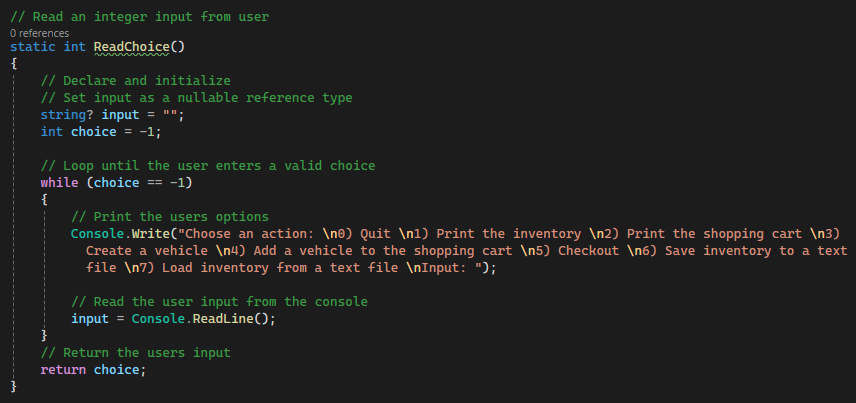 // Read an integer input from user
0 references
static int ReadChoice()
{
// Declare and initialize
// Set input as a nullable reference type
string? input = "";
int choice = -1;
// Loop until the user enters a valid choice
while (choice == -1)
{
// Print the users options
Console.Write("Choose an action: \n0) Quit \n1) Print the inventory \n2) Print the shopping cart \n3)
Create a vehicle \n4) Add a vehicle to the shopping cart \n5) Checkout \n6) Save inventory to a text
file \n7) Load inventory from a text file \nInput: ");
// Read the user input from the console
input = Console.ReadLine();
}
// Return the users input
return choice;
}